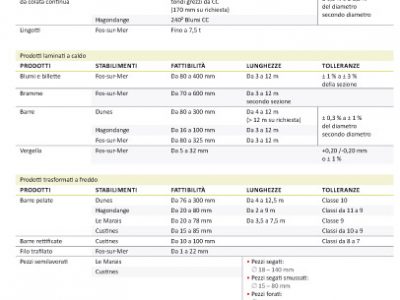 da colata continua
tondi grezzi da CC
(170 mm su richiesta)
del diametro
secondo diametro
Hagondange
240² Blumi CC
Lingotti
Fos-sur-Mer
Fino a 7,5 t
Prodotti laminati a caldo
PRODOTTI STABILIMENTI FATTIBILITÀ LUNGHEZZE TOLLERANZE
Blumi e billette Fos-sur-Mer Da 80 a 400 mm Da 3 a 12 m ± 1 % a ± 3 %
della sezione
Bramme Fos-sur-Mer Da 70 a 600 mm Da 3 a 12 m
secondo sezione
Barre Dunes Da 80 a 300 mm Da 4 a 12 m
(> 12 m su richiesta)
± 0,3 % a ± 1 %
del diametro
secondo diametro
Hagondange Da 16 a 100 mm Da 3 a 12 m
Fos-sur-Mer Da 80 a 325 mm Da 3 a 12 m
Vergella Fos-sur-Mer Da 5 a 32 mm +0,20 /-0,20 mm
o ± 1 %
Prodotti trasformati a freddo
PRODOTTI STABILIMENTI FATTIBILITÀ LUNGHEZZE TOLLERANZE
Barre pelate Dunes Da 76 a 300 mm Da 4 a 12,5 m Classe 10
Hagondange Da 20 a 80 mm Da 2 a 9 m Classi da 11 a 9
Le Marais Da 20 a 78 mm Da 3,5 a 7,5 m Classe 9
Custines Da 15 a 85 mm Classi da 10 a 9
Barre rettificate Custines Da 10 a 100 mm Classi da 8 a 7
Filo trafilato Fos-sur-Mer Da 1 a 22 mm
Pezzi semilavorati Le Marais
Custines
• Pezzi segati:
∅ 18 – 140 mm
• Pezzi segati smussati:
∅ 15 – 80 mm
• Pezzi forati: